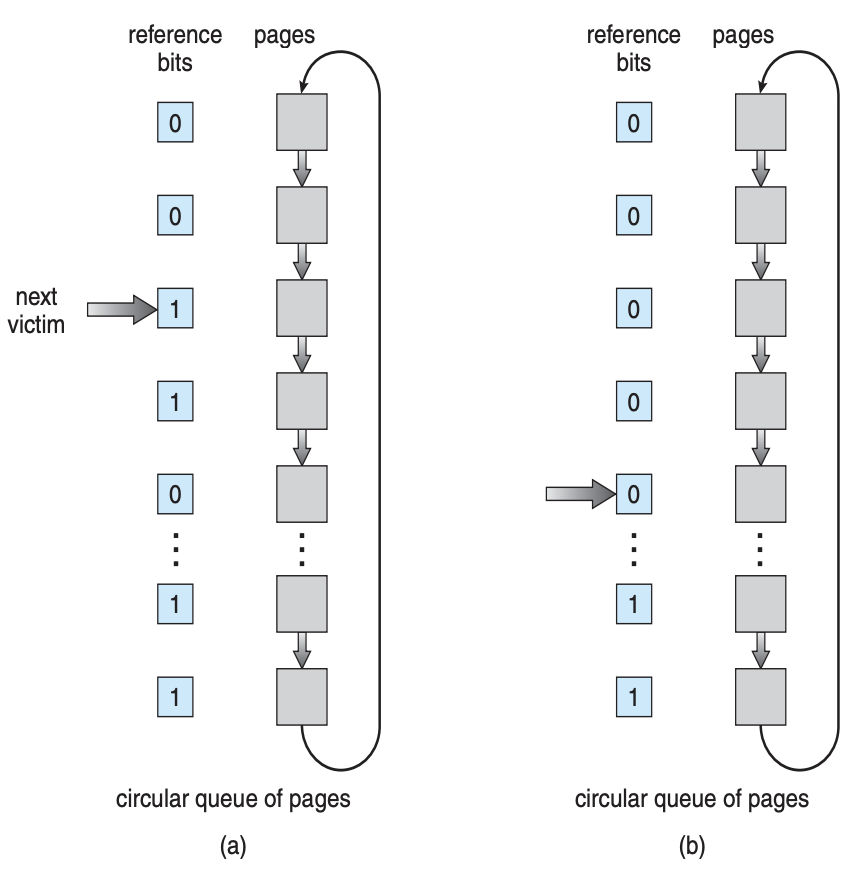 reference bits
pages
0
0
next victim
1
1
0
1
1
circular queue of pages
(a)
reference bits
pages
0
0
0
0
0
1
1
circular queue of pages
(b)